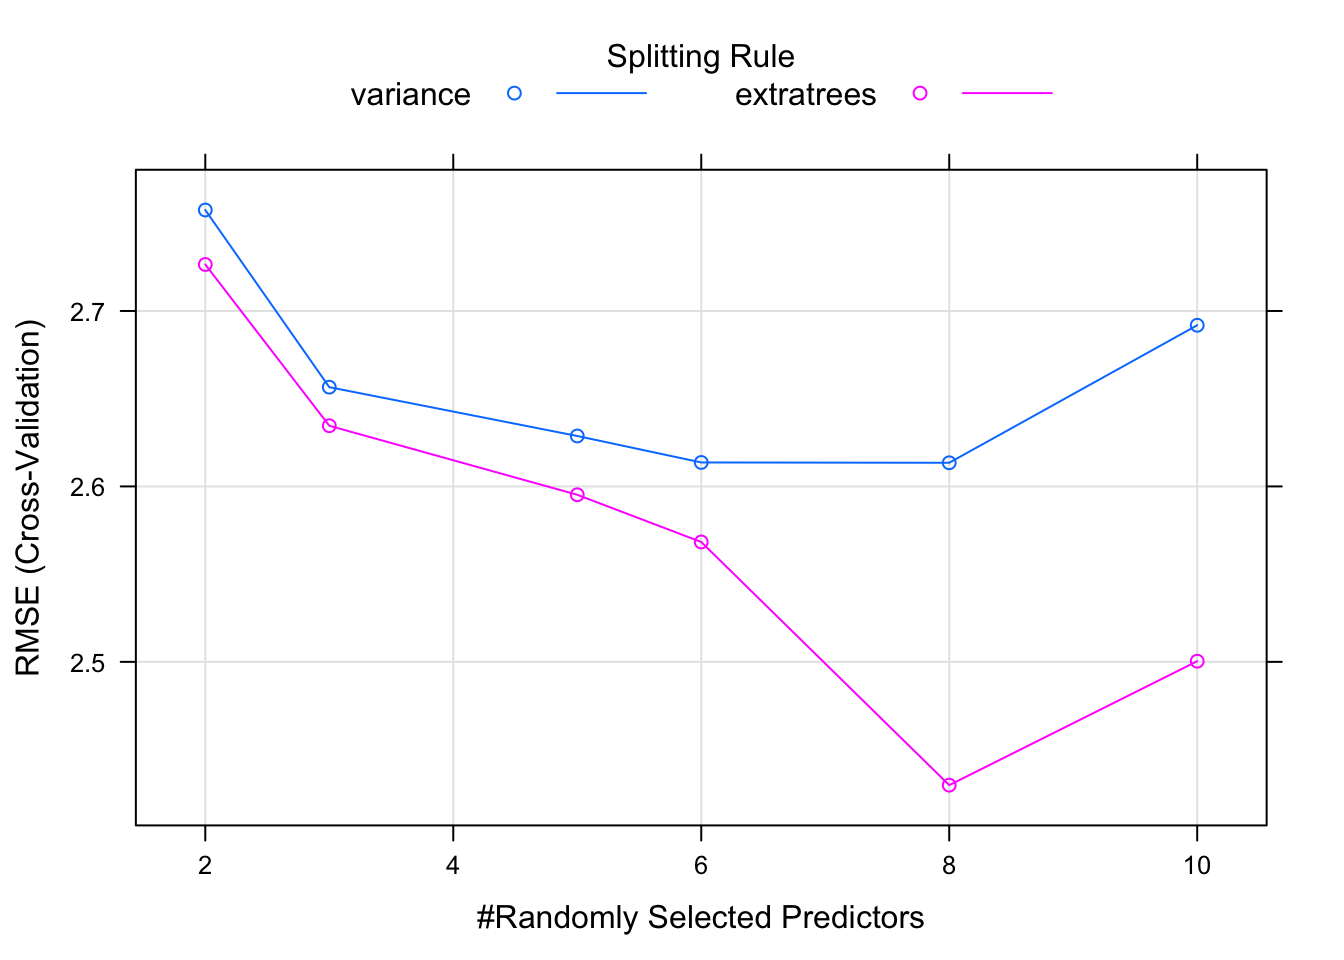 Splitting Rule
variance extratrees
2.7
2.6
2.5
RMSE (Cross-Validation)
2 4 6 8 10
#Randomly Selected Predictors